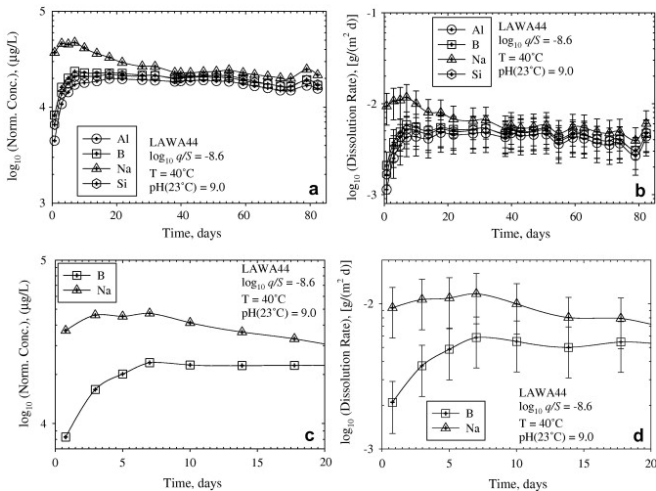 5
4
3
log₁₀ (Norm. Conc.), (μg/L)
0 10 20 30 40 50 60 70 80
Time, days
Al
B
Na
Si
LAWA44
log₁₀ q/S = -8.6
T = 40˚C
pH(23˚C) = 9.0
a
-1
-2
-3
log₁₀ (Dissolution Rate), [g/(m² d)]
0 20 40 60 80
Time, days
Al
B
Na
Si
LAWA44
log₁₀ q/S = -8.6
T = 40˚C
pH(23˚C) = 9.0
b
5
4
log₁₀ (Norm. Conc.), (μg/L)
0 5 10 15 20
Time, days
B
Na
LAWA44
log₁₀ q/S = -8.6
T = 40˚C
pH(23˚C) = 9.0
c
-2
-3
log₁₀ (Dissolution Rate), [g/(m² d)]
0 5 10 15 20
Time, days
B
Na
LAWA44
log₁₀ q/S = -8.6
T = 40˚C
pH(23˚C) = 9.0
d